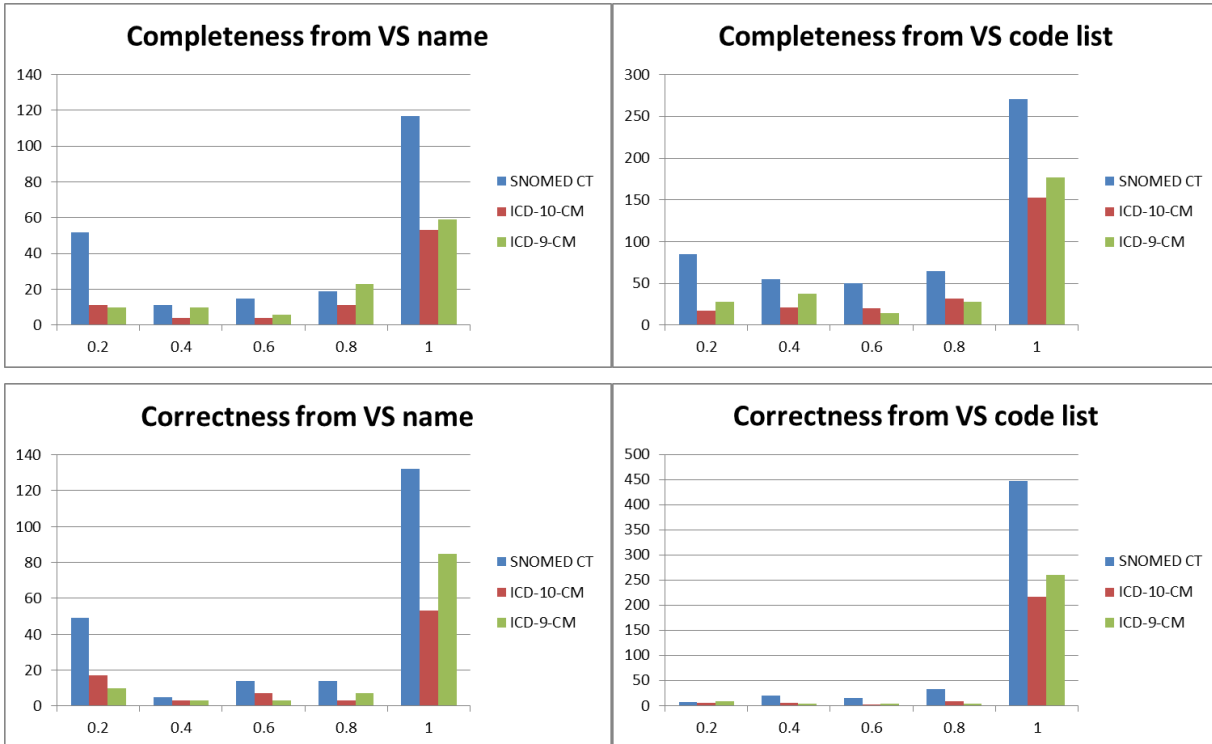 Completeness from VS name
140
120
100
80
60
40
20
0
0.2 0.4 0.6 0.8 1
SNOMED CT
ICD-10-CM
ICD-9-CM
Completeness from VS code list
300
250
200
150
100
50
0
0.2 0.4 0.6 0.8 1
SNOMED CT
ICD-10-CM
ICD-9-CM
Correctness from VS name
140
120
100
80
60
40
20
0
0.2 0.4 0.6 0.8 1
SNOMED CT
ICD-10-CM
ICD-9-CM
Correctness from VS code list
500
450
400
350
300
250
200
150
100
50
0
0.2 0.4 0.6 0.8 1
SNOMED CT
ICD-10-CM
ICD-9-CM